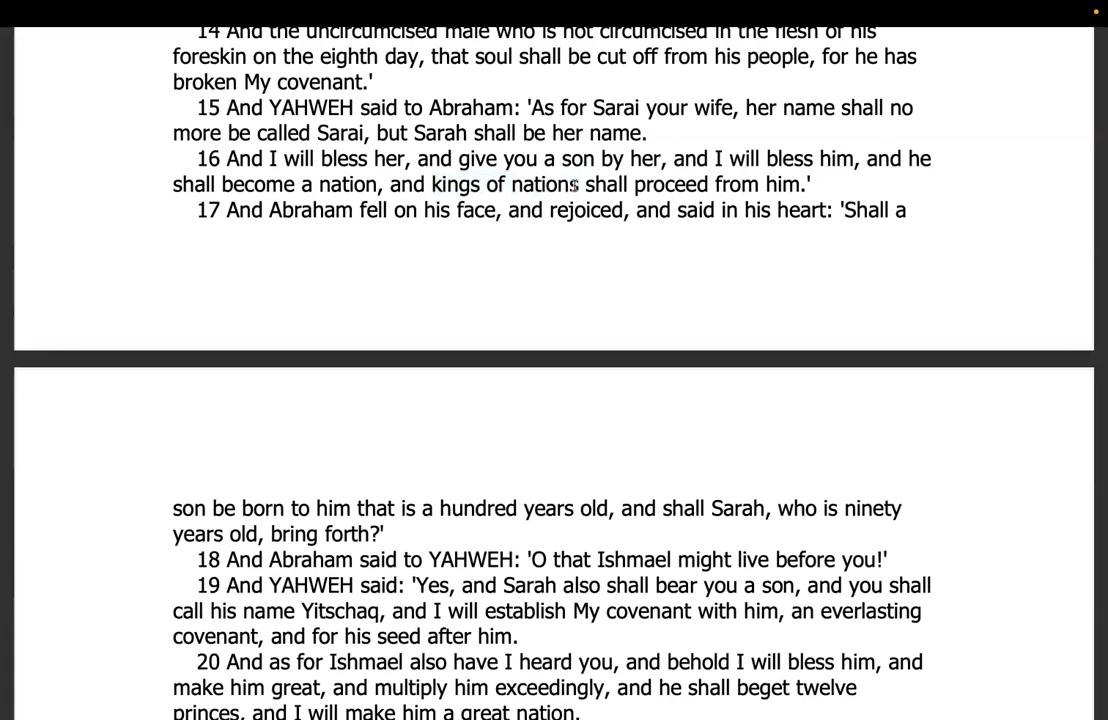 14 And the uncircumcised male who is not circumcised in the flesh of his
foreskin on the eighth day, that soul shall be cut off from his people, for he has
broken My covenant.'
15 And YAHWEH said to Abraham: 'As for Sarai your wife, her name shall no
more be called Sarai, but Sarah shall be her name.
16 And I will bless her, and give you a son by her, and I will bless him, and he
shall become a nation, and kings of nations shall proceed from him.'
17 And Abraham fell on his face, and rejoiced, and said in his heart: 'Shall a
son be born to him that is a hundred years old, and shall Sarah, who is ninety
years old, bring forth?'
18 And Abraham said to YAHWEH: 'O that Ishmael might live before you!'
19 And YAHWEH said: 'Yes, and Sarah also shall bear you a son, and you shall
call his name Yitschaq, and I will establish My covenant with him, an everlasting
covenant, and for his seed after him.
20 And as for Ishmael also have I heard you, and behold I will bless him, and
make him great, and multiply him exceedingly, and he shall beget twelve
princes, and I will make him a great nation.